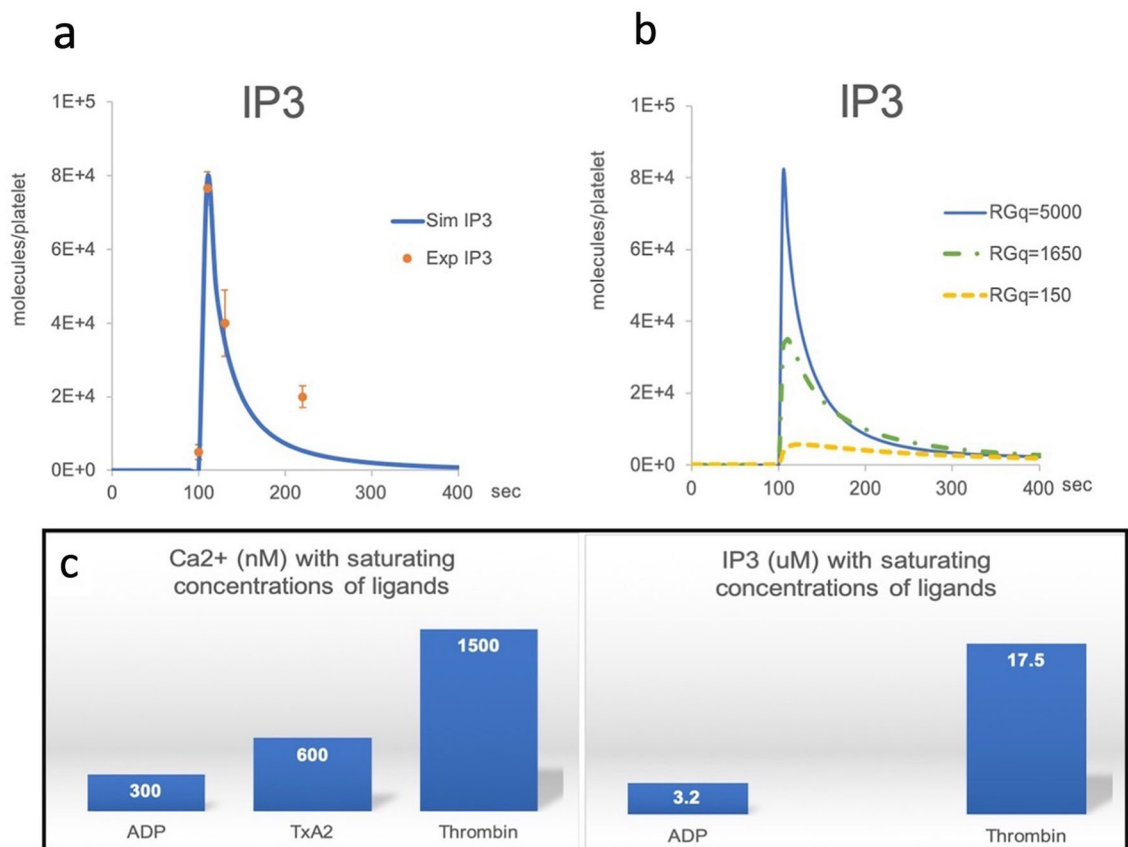 a
IP3
molecules/platelet
1E+5
8E+4
6E+4
4E+4
2E+4
0E+0
Sim IP3
Exp IP3
0 100 200 300 400 sec
b
IP3
molecules/platelet
1E+5
8E+4
6E+4
4E+4
2E+4
0E+0
RGq=5000
RGq=1650
RGq=150
0 100 200 300 400 sec
c
Ca2+ (nM) with saturating
concentrations of ligands
300
600
1500
ADP TxA2 Thrombin
IP3 (uM) with saturating
concentrations of ligands
3.2
17.5
ADP Thrombin